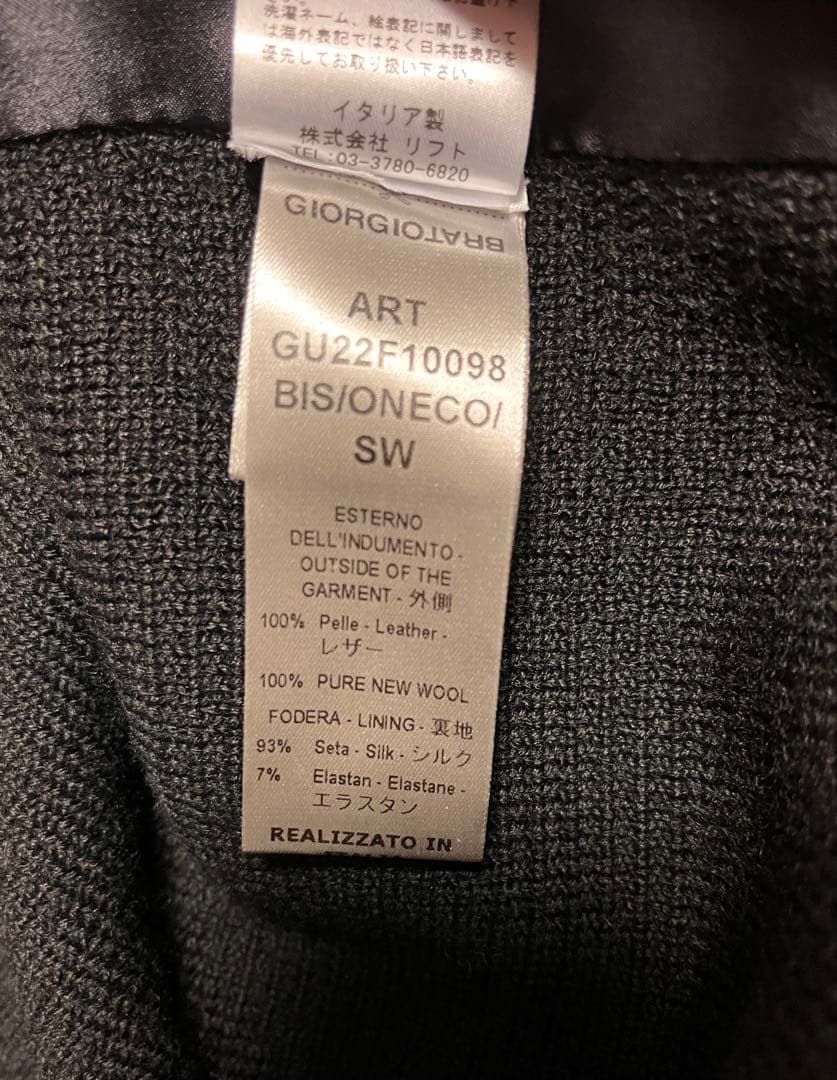 洗濯ネーム、絵表記に関しまして
は海外表記ではなく日本語表記を
優先してお取り扱い下さい。
イタリア製
株式会社 リフト
TEL:03-3780-6820
GIORGIOBRATO
ART
GU22F10098
BIS/ONECO/
SW
ESTERNO
DELL'INDUMENTO -
OUTSIDE OF THE
GARMENT - 外側
100% Pelle - Leather -
レザー
100% PURE NEW WOOL
FODERA - LINING - 裏地
93% Seta - Silk - シルク
7% Elastan - Elastane -
エラスタン
REALIZZATO IN